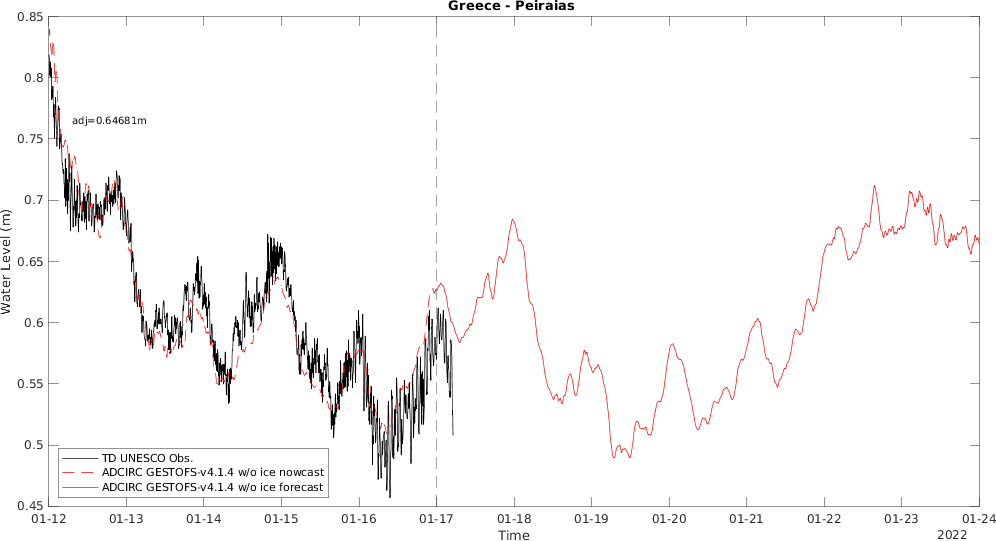 Greece - Peiraias
0.85
0.8
0.75
0.7
0.65
0.6
0.55
0.5
0.45
Water Level (m)
adj=0.64681m
TD UNESCO Obs.
ADCIRC GESTOFS-v4.1.4 w/o ice nowcast
ADCIRC GESTOFS-v4.1.4 w/o ice forecast
01-12 01-13 01-14 01-15 01-16 01-17 01-18 01-19 01-20 01-21 01-22 01-23 01-24
Time
2022